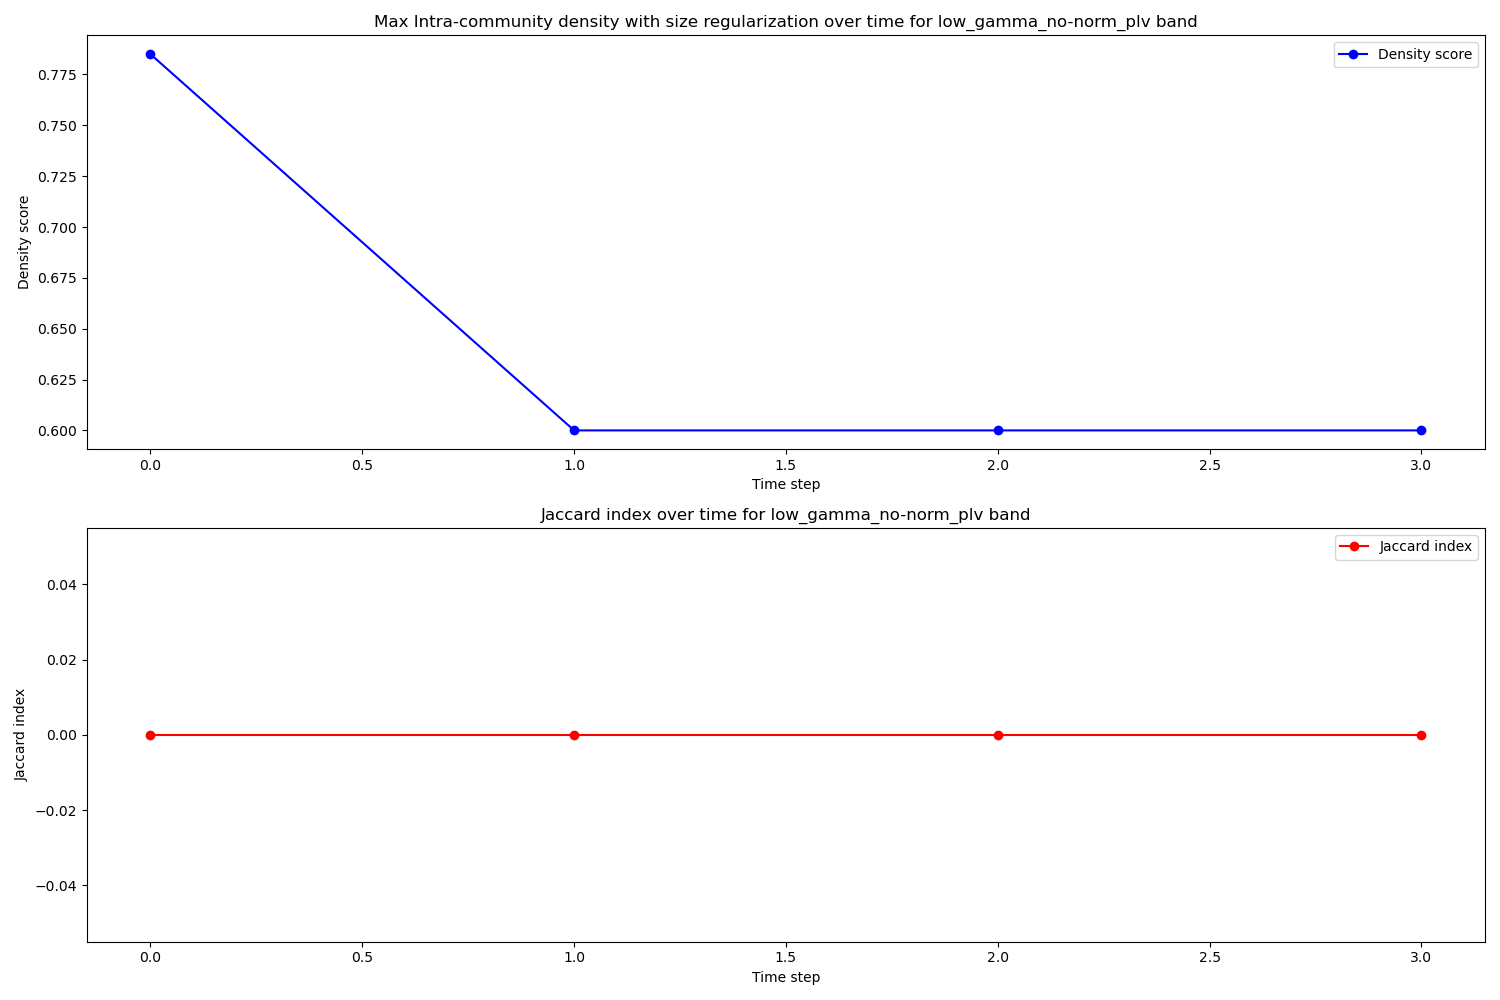 Max Intra-community density with size regularization over time for low_gamma_no-norm_plv band
Density score
0.775
0.750
0.725
0.700
0.675
0.650
0.625
0.600
Density score
0.0 0.5 1.0 1.5 2.0 2.5 3.0
Time step
Jaccard index over time for low_gamma_no-norm_plv band
Jaccard index
0.04
0.02
0.00
−0.02
−0.04
Jaccard index
0.0 0.5 1.0 1.5 2.0 2.5 3.0
Time step